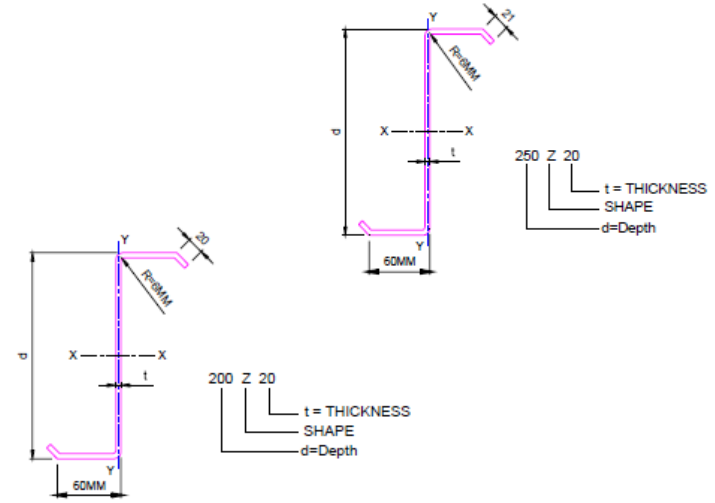 Y
21
R=6MM
d
X X
t
250 Z 20
t = THICKNESS
SHAPE
d=Depth
Y
60MM
Y
20
R=6MM
d
X X
t
200 Z 20
t = THICKNESS
SHAPE
d=Depth
Y
60MM